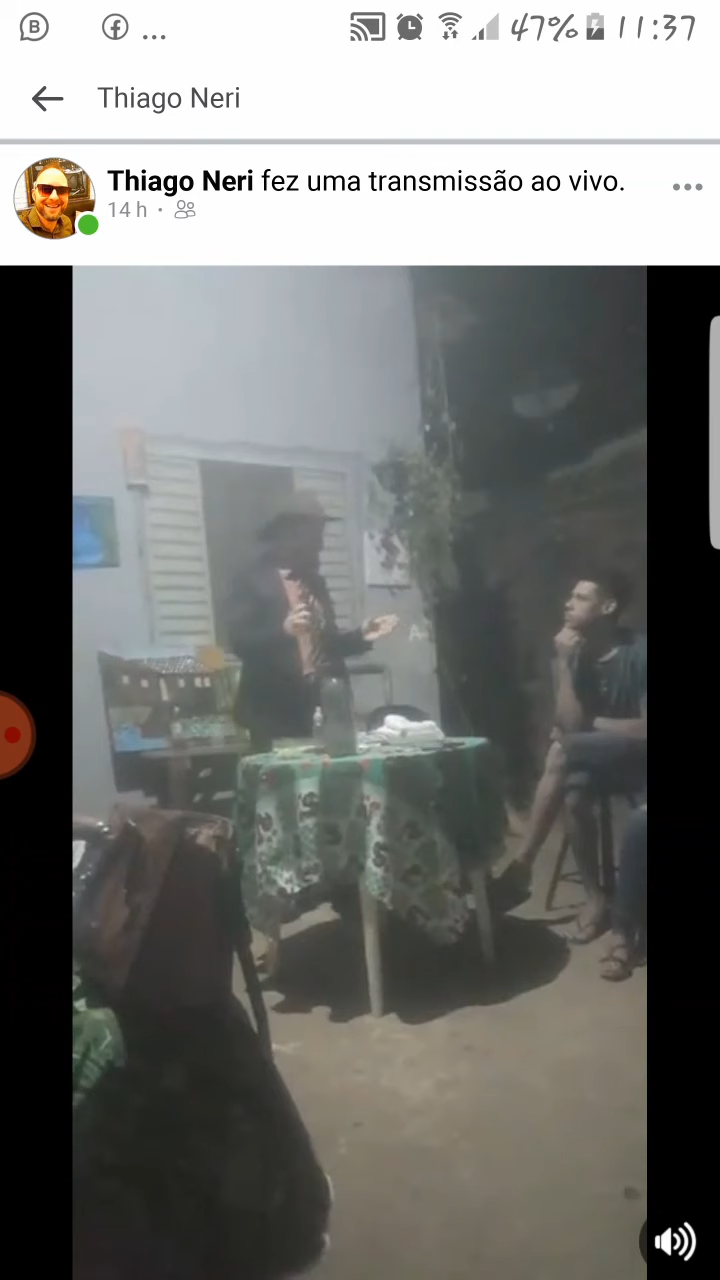 B
47% 11:37
Thiago Neri
Thiago Neri fez uma transmissão ao vivo.
14 h ·